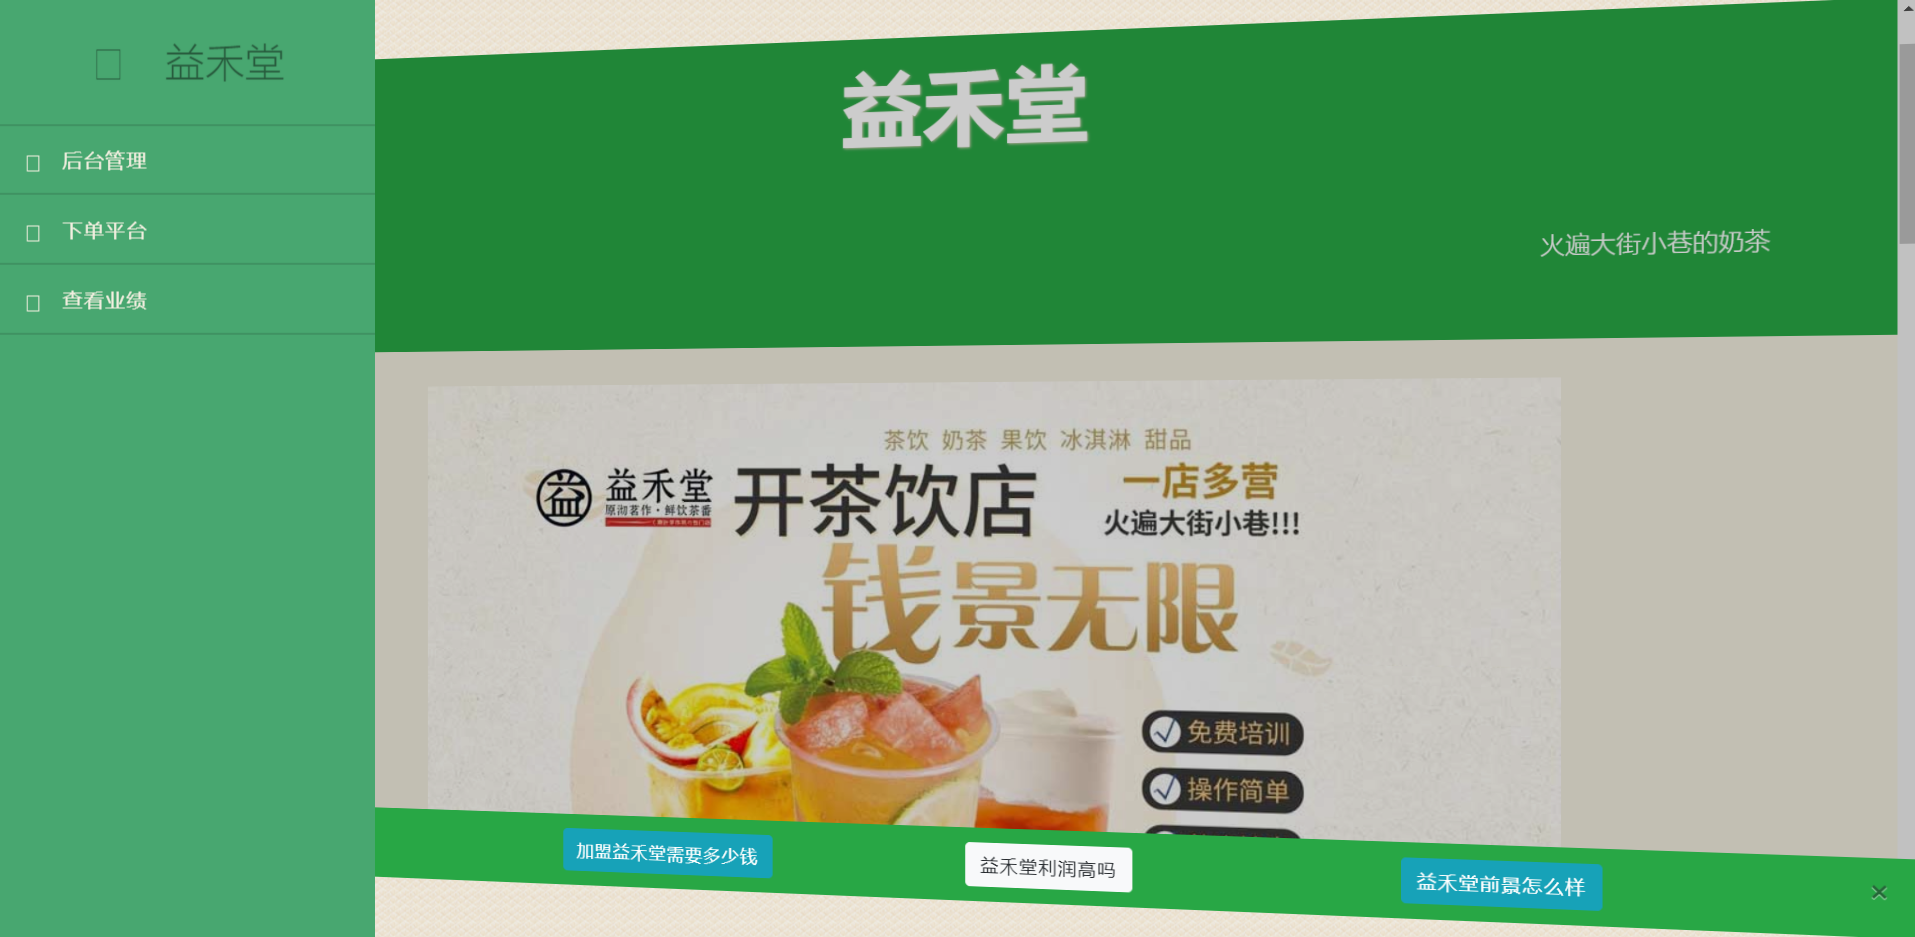 益禾堂
后台管理
下单平台
查看业绩
益禾堂
火遍大街小巷的奶茶
茶饮 奶茶 果饮 冰淇淋 甜品
益
益禾堂
原沏茗作·鲜饮茶番
开茶饮店
一店多营
火遍大街小巷!!!
钱景无限
免费培训
操作简单
加盟益禾堂需要多少钱
益禾堂利润高吗
益禾堂前景怎么样
×